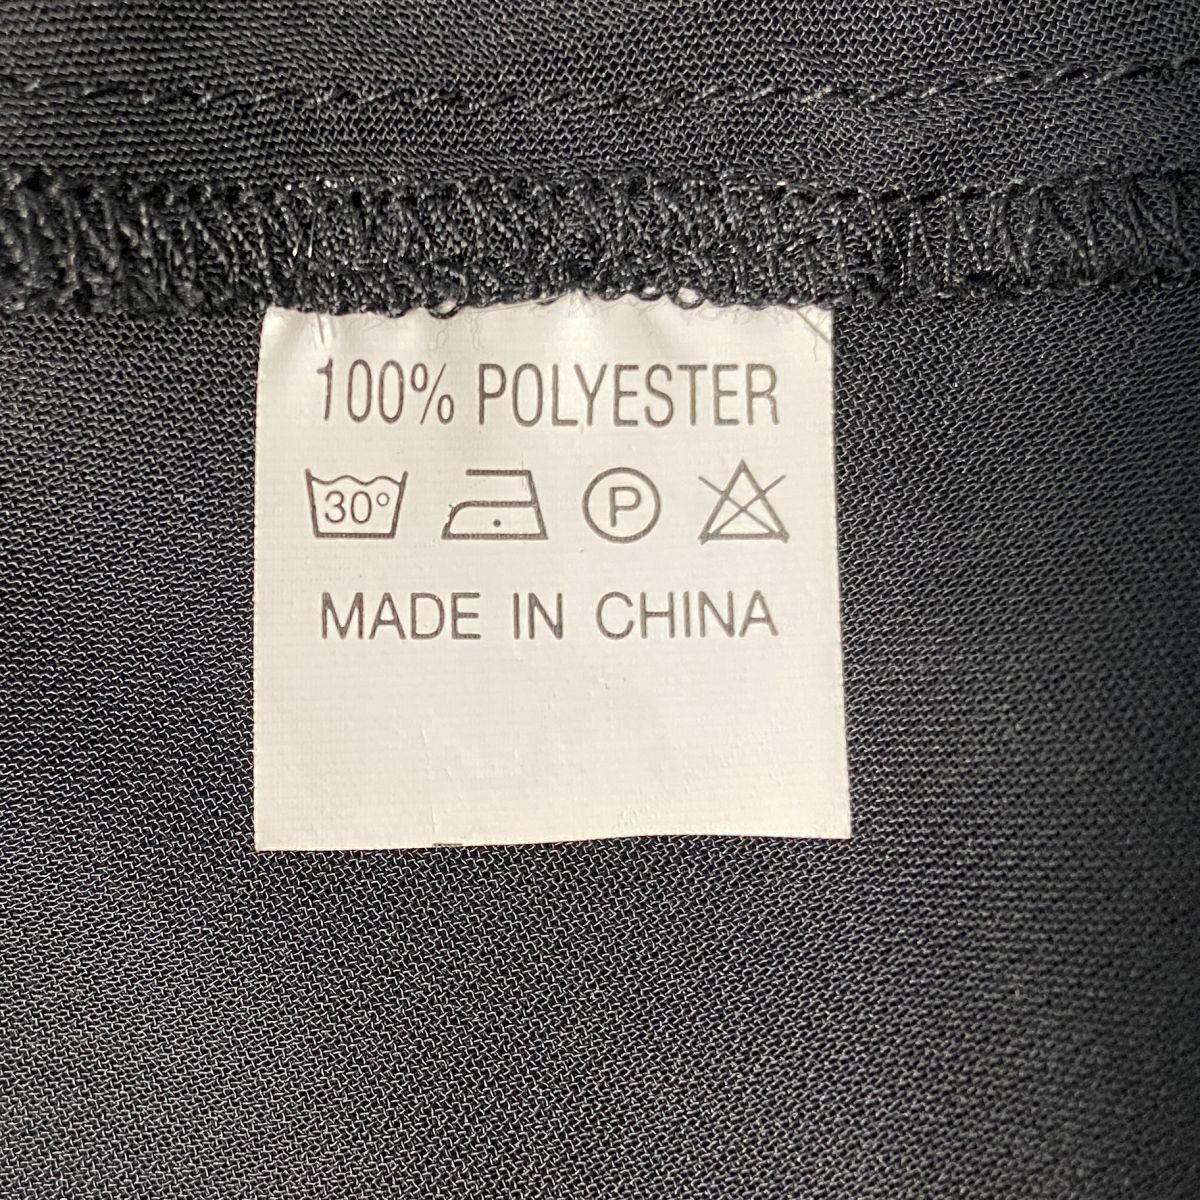 100% POLYESTER
30° P
MADE IN CHINA